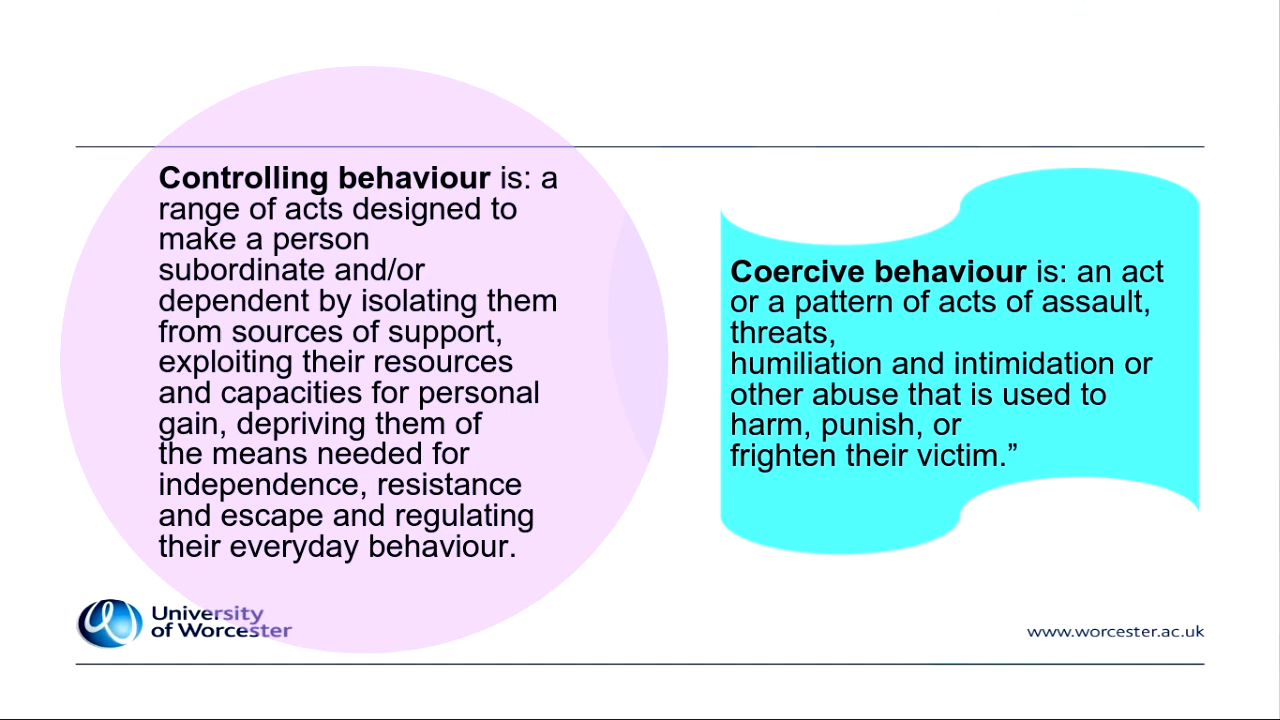 Controlling behaviour is: a
range of acts designed to
make a person
subordinate and/or
dependent by isolating them
from sources of support,
exploiting their resources
and capacities for personal
gain, depriving them of
the means needed for
independence, resistance
and escape and regulating
their everyday behaviour.
Coercive behaviour is: an act
or a pattern of acts of assault,
threats,
humiliation and intimidation or
other abuse that is used to
harm, punish, or
frighten their victim.”
University
of Worcester
www.worcester.ac.uk